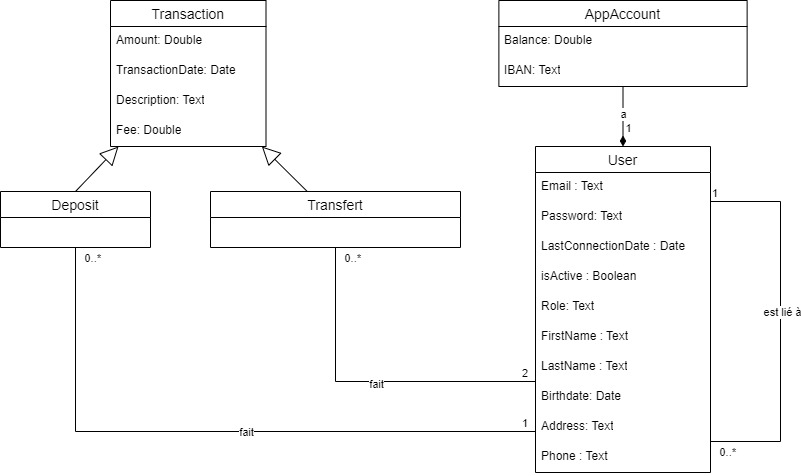 Transaction
Amount: Double
TransactionDate: Date
Description: Text
Fee: Double
AppAccount
Balance: Double
IBAN: Text
a
1
User
Email : Text
Password: Text
LastConnectionDate : Date
isActive : Boolean
Role: Text
FirstName : Text
LastName : Text
Birthdate: Date
Address: Text
Phone : Text
Deposit
Transfert
0..*
0..*
1
est lié à
0..*
2
fait
1
fait